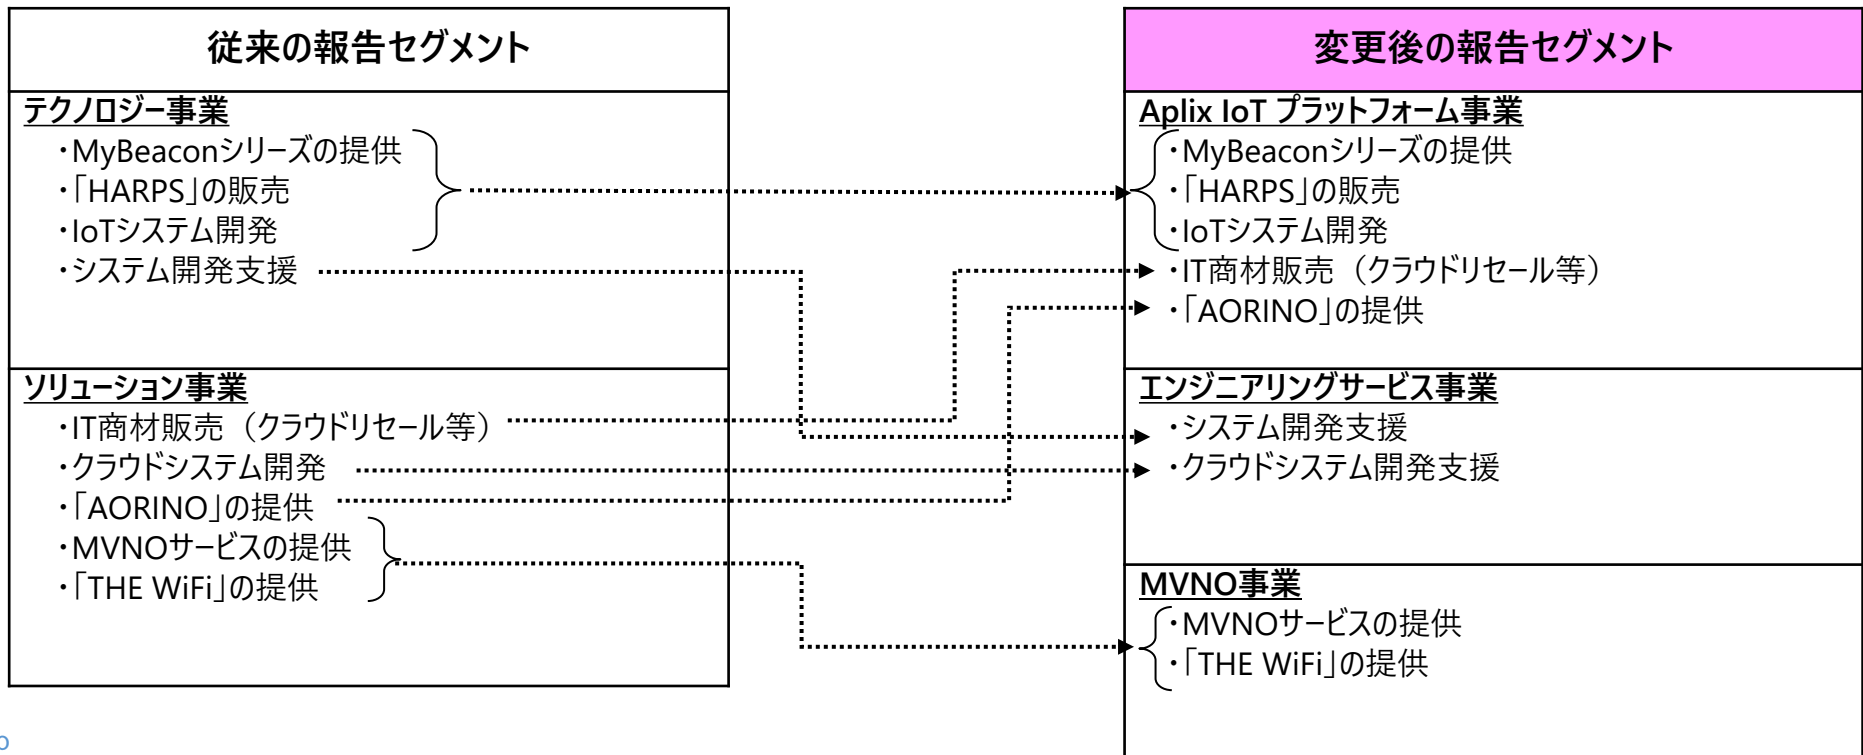 従来の報告セグメント
テクノロジー事業
・MyBeaconシリーズの提供
・「HARPS」の販売
・IoTシステム開発
・システム開発支援
ソリューション事業
・IT商材販売（クラウドリセール等）
・クラウドシステム開発
・「AORINO」の提供
・MVNOサービスの提供
・「THE WiFi」の提供
変更後の報告セグメント
Aplix IoT プラットフォーム事業
・MyBeaconシリーズの提供
・「HARPS」の販売
・IoTシステム開発
・IT商材販売（クラウドリセール等）
・「AORINO」の提供
エンジニアリングサービス事業
・システム開発支援
・クラウドシステム開発支援
MVNO事業
・MVNOサービスの提供
・「THE WiFi」の提供